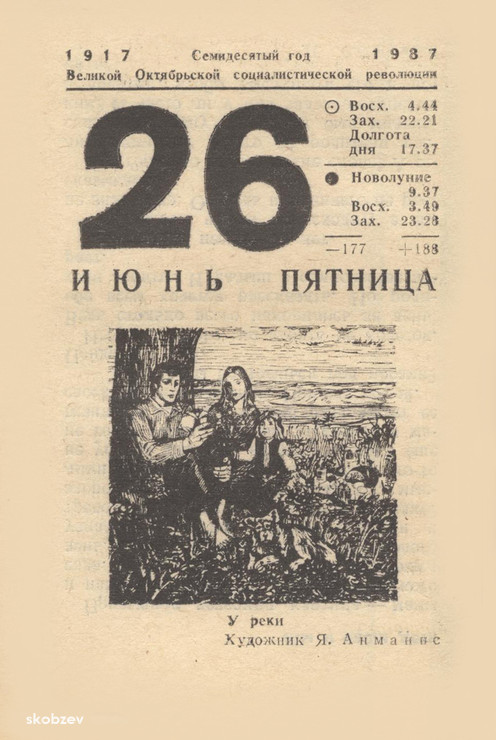 1917 Семидесятый год 1987
Великой Октябрьской социалистической революции
26
Восх. 4.44
Зах. 22.21
Долгота
дня 17.37
Новолуние
9.37
Восх. 3.49
Зах. 23.28
—177 +188
ИЮНЬ ПЯТНИЦА
У реки
Художник Я. Анманис
skobzev